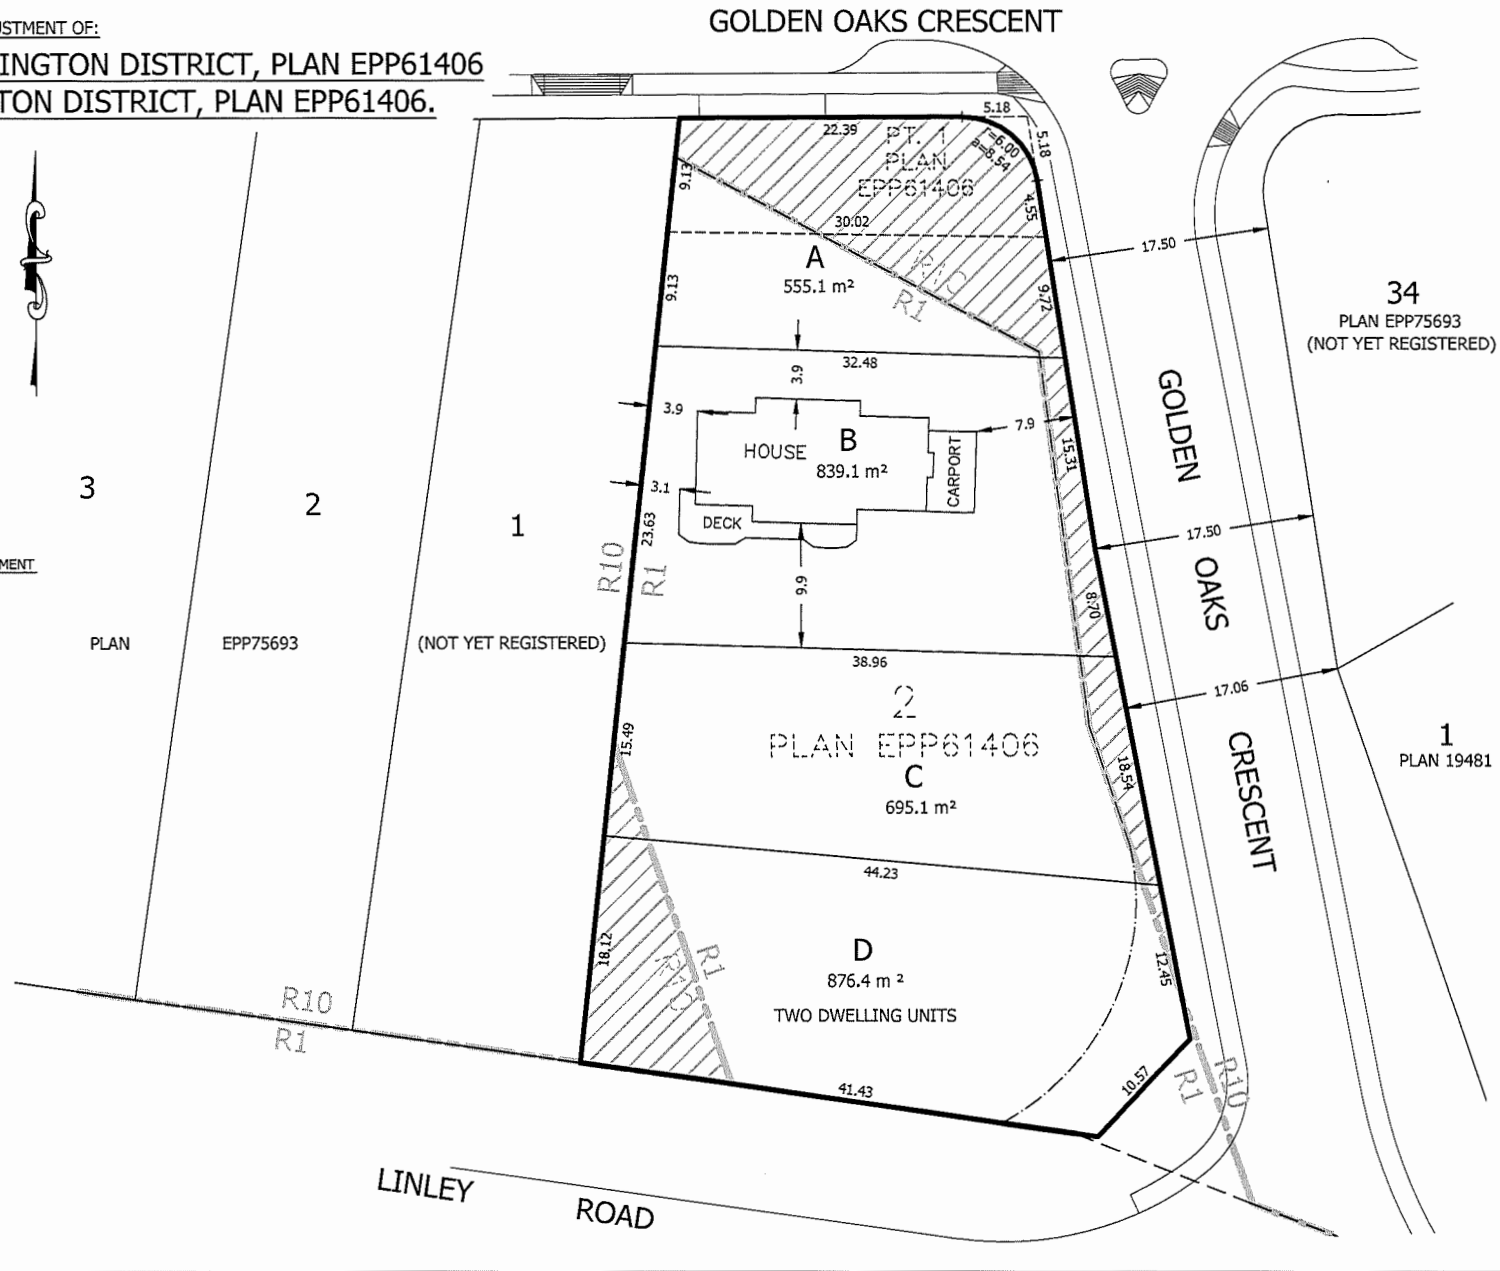 GOLDEN OAKS CRESCENT
USTMENT OF:
INGTON DISTRICT, PLAN EPP61406
TON DISTRICT, PLAN EPP61406.
5.18
5.18
22.39
r=6.00
a=8.54
PT. 1
PLAN
EPP61406
9.13
4.55
30.02
17.50
A
555.1 m²
R10
R1
9.13
9.72
34
PLAN EPP75693
(NOT YET REGISTERED)
32.48
3.9
3.9
7.9
GOLDEN
HOUSE
B
839.1 m²
CARPORT
15.31
3
2
1
3.1
DECK
23.63
17.50
MENT
R10
R1
9.9
8.70
OAKS
PLAN
EPP75693
(NOT YET REGISTERED)
38.96
17.06
2
PLAN EPP61406
15.49
C
695.1 m²
18.54
CRESCENT
1
PLAN 19481
44.23
18.12
D
876.4 m ²
TWO DWELLING UNITS
12.45
R1
R10
R10
R1
41.43
10.57
R1
R10
LINLEY
ROAD